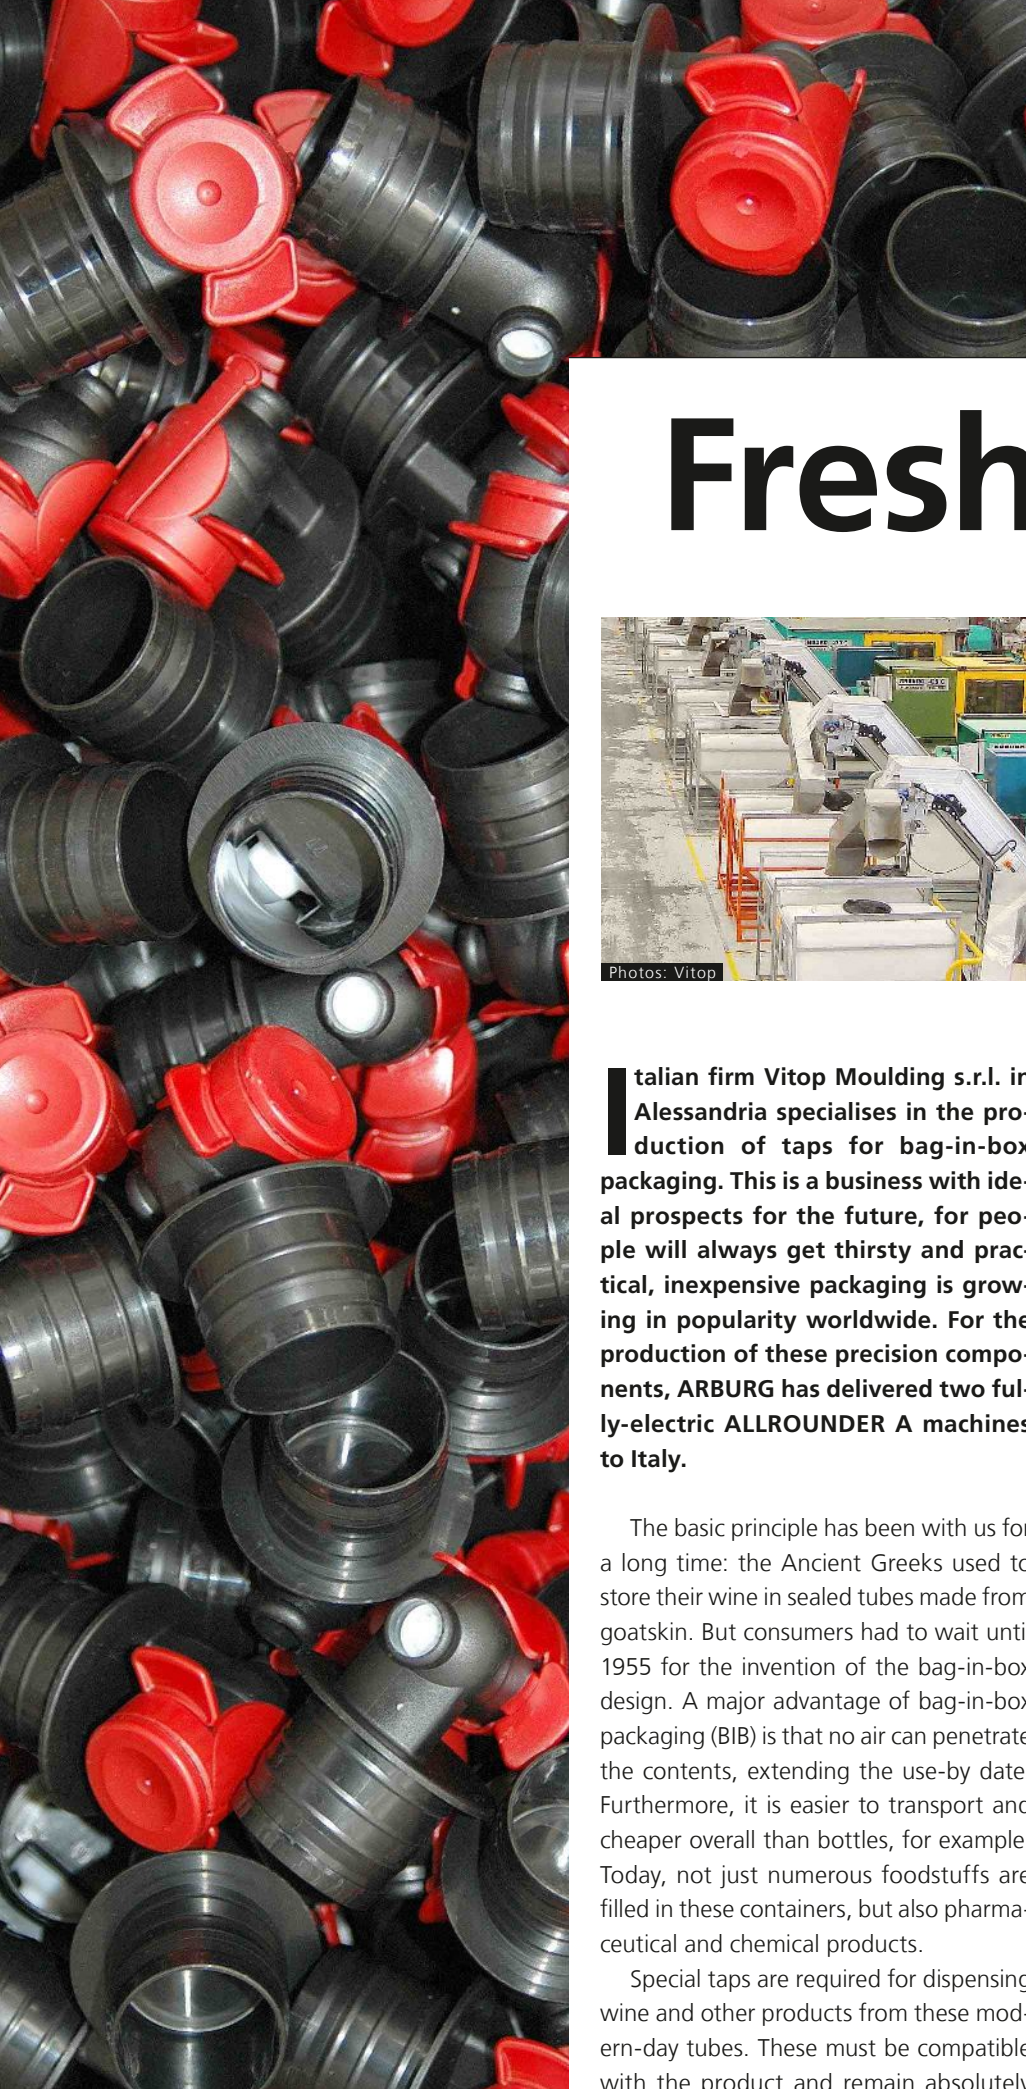 Fresh
Photos: Vitop
Italian firm Vitop Moulding s.r.l. in
Alessandria specialises in the pro-
duction of taps for bag-in-box
packaging. This is a business with ide-
al prospects for the future, for peo-
ple will always get thirsty and prac-
tical, inexpensive packaging is grow-
ing in popularity worldwide. For the
production of these precision compo-
nents, ARBURG has delivered two ful-
ly-electric ALLROUNDER A machines
to Italy.
The basic principle has been with us for
a long time: the Ancient Greeks used to
store their wine in sealed tubes made from
goatskin. But consumers had to wait until
1955 for the invention of the bag-in-box
design. A major advantage of bag-in-box
packaging (BIB) is that no air can penetrate
the contents, extending the use-by date.
Furthermore, it is easier to transport and
cheaper overall than bottles, for example.
Today, not just numerous foodstuffs are
filled in these containers, but also pharma-
ceutical and chemical products.
Special taps are required for dispensing
wine and other products from these mod-
ern-day tubes. These must be compatible
with the product and remain absolutely